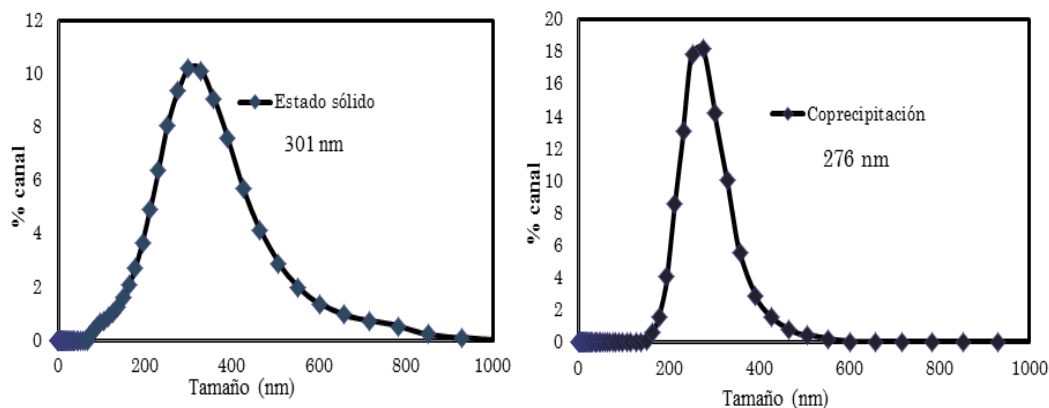 12
10
8
6
4
2
0
% canal
Estado sólido
301 nm
0 200 400 600 800 1000
Tamaño (nm)
20
18
16
14
12
10
8
6
4
2
0
% canal
Coprecipitación
276 nm
0 200 400 600 800 1000
Tamaño (nm)